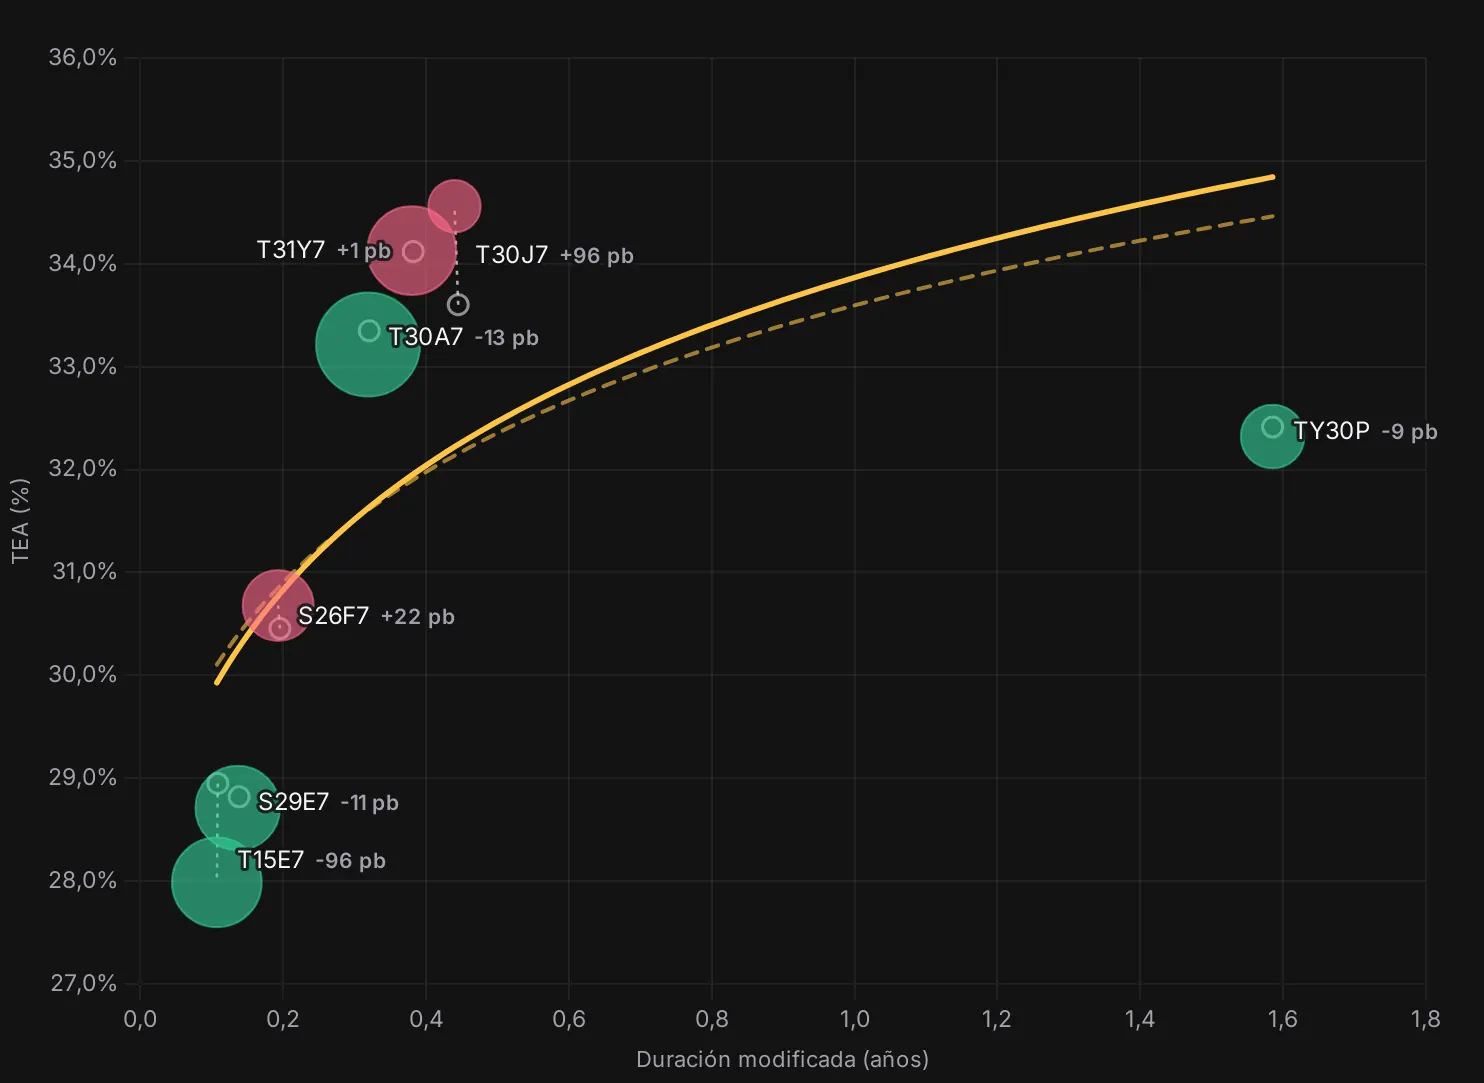 36,0%
35,0%
34,0%
33,0%
32,0%
31,0%
30,0%
29,0%
28,0%
27,0%
TEA (%)
T31Y7 +1 pb
T30J7 +96 pb
T30A7 -13 pb
TY30P -9 pb
S26F7 +22 pb
S29E7 -11 pb
T15E7 -96 pb
0,0 0,2 0,4 0,6 0,8 1,0 1,2 1,4 1,6 1,8
Duración modificada (años)